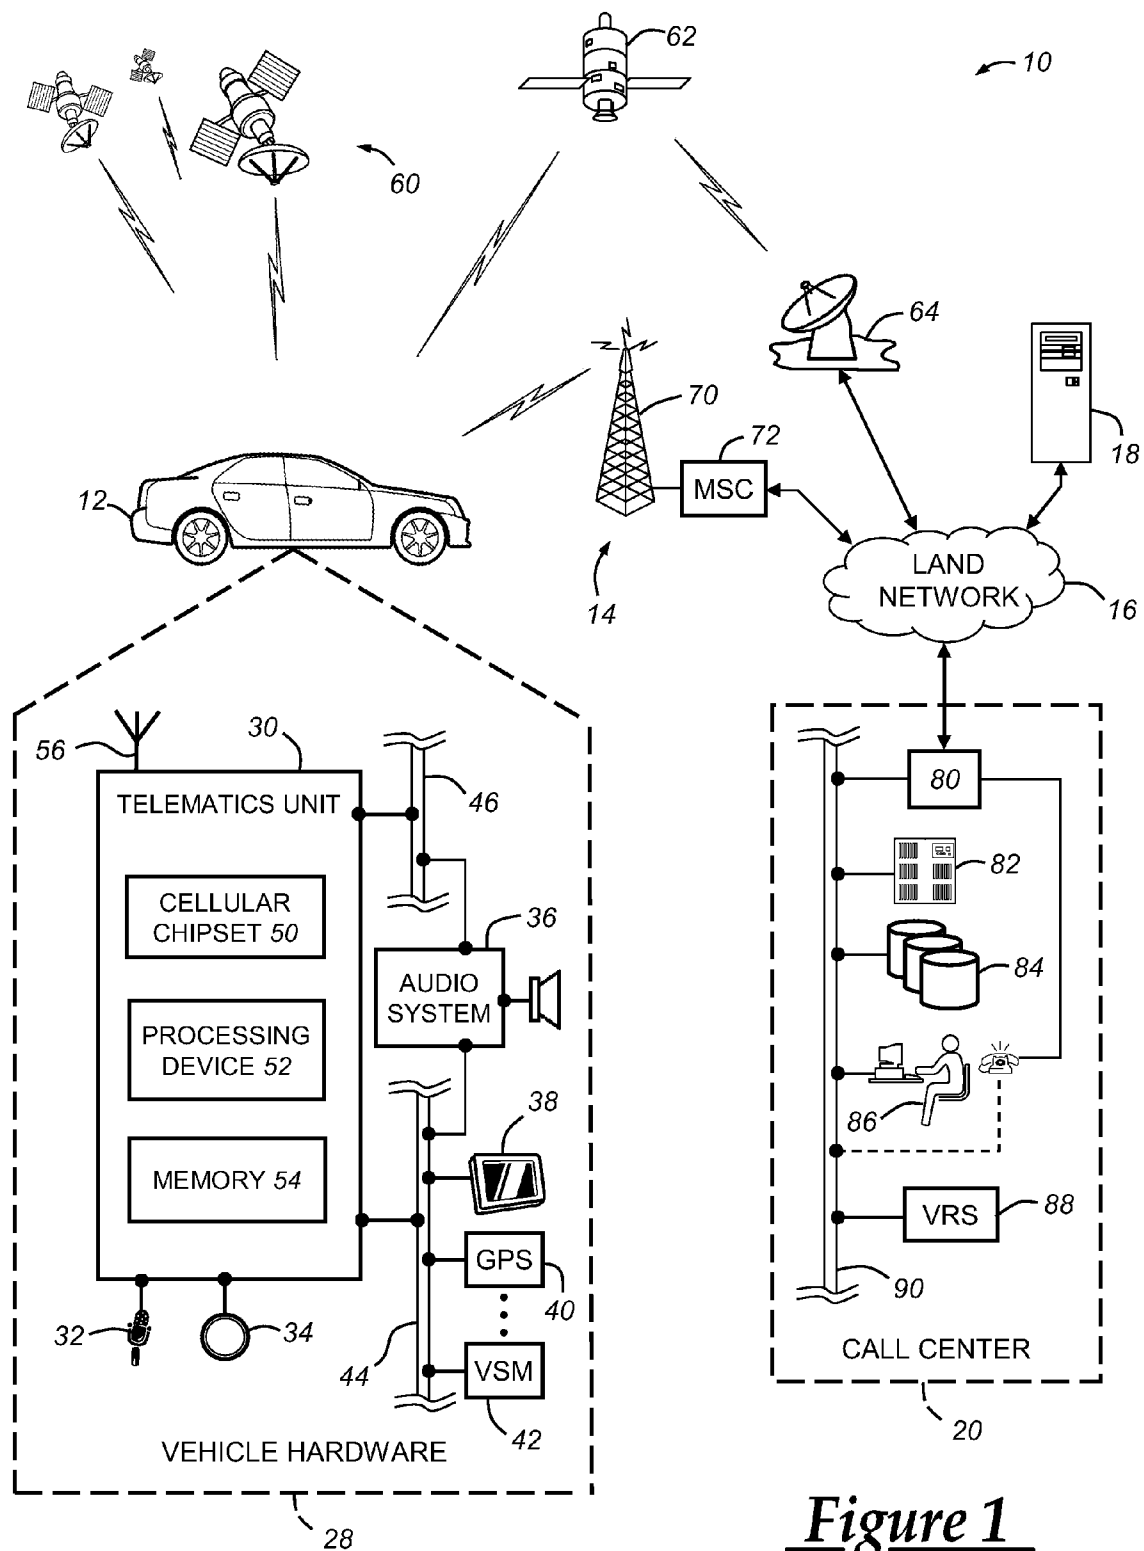 62
10
60
64
18
70
72
MSC
12
LAND
NETWORK
16
14
56
30
46
TELEMATICS UNIT
CELLULAR
CHIPSET 50
36
AUDIO
SYSTEM
PROCESSING
DEVICE 52
38
MEMORY 54
GPS
40
32
34
44
VSM
42
VEHICLE HARDWARE
28
80
82
84
86
VRS
88
90
CALL CENTER
20
Figure 1